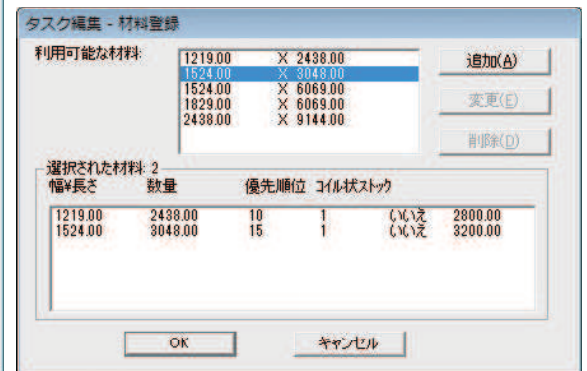 タスク編集 - 材料登録
利用可能な材料:
1219.00 X 2438.00
1524.00 X 3048.00
1524.00 X 6069.00
1829.00 X 6069.00
2438.00 X 9144.00
追加(A)
変更(E)
削除(D)
選択された材料: 2
幅¥長さ 数量 優先順位 コイル状ストック
1219.00 2438.00 10 1 いいえ 2800.00
1524.00 3048.00 15 1 いいえ 3200.00
OK キャンセル